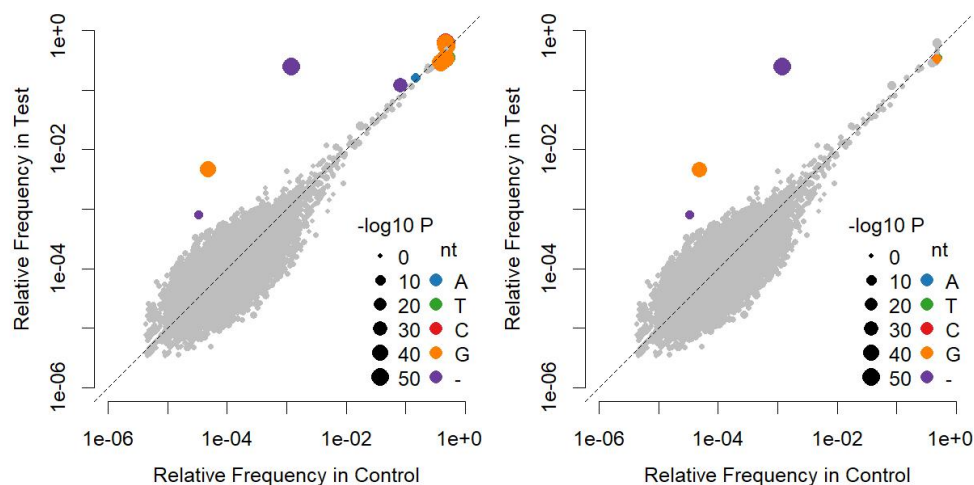 Relative Frequency in Test
1e+0
1e-02
1e-04
1e-06
-log10 P
nt
0
10 A
20 T
30 C
40 G
50 -
1e-06 1e-04 1e-02 1e+0
Relative Frequency in Control
Relative Frequency in Test
1e+0
1e-02
1e-04
1e-06
-log10 P
nt
0
10 A
20 T
30 C
40 G
50 -
1e-06 1e-04 1e-02 1e+0
Relative Frequency in Control